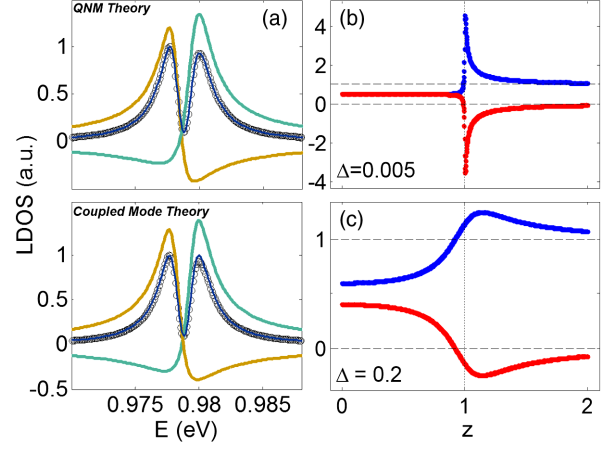 QNM Theory
(a)
1
0.5
0
Coupled Mode Theory
1
0.5
0
-0.5
0.975
0.98
0.985
E (eV)
LDOS (a.u.)
(b)
4
2
0
-2
-4
Δ=0.005
(c)
1
0
Δ = 0.2
0
1
2
z